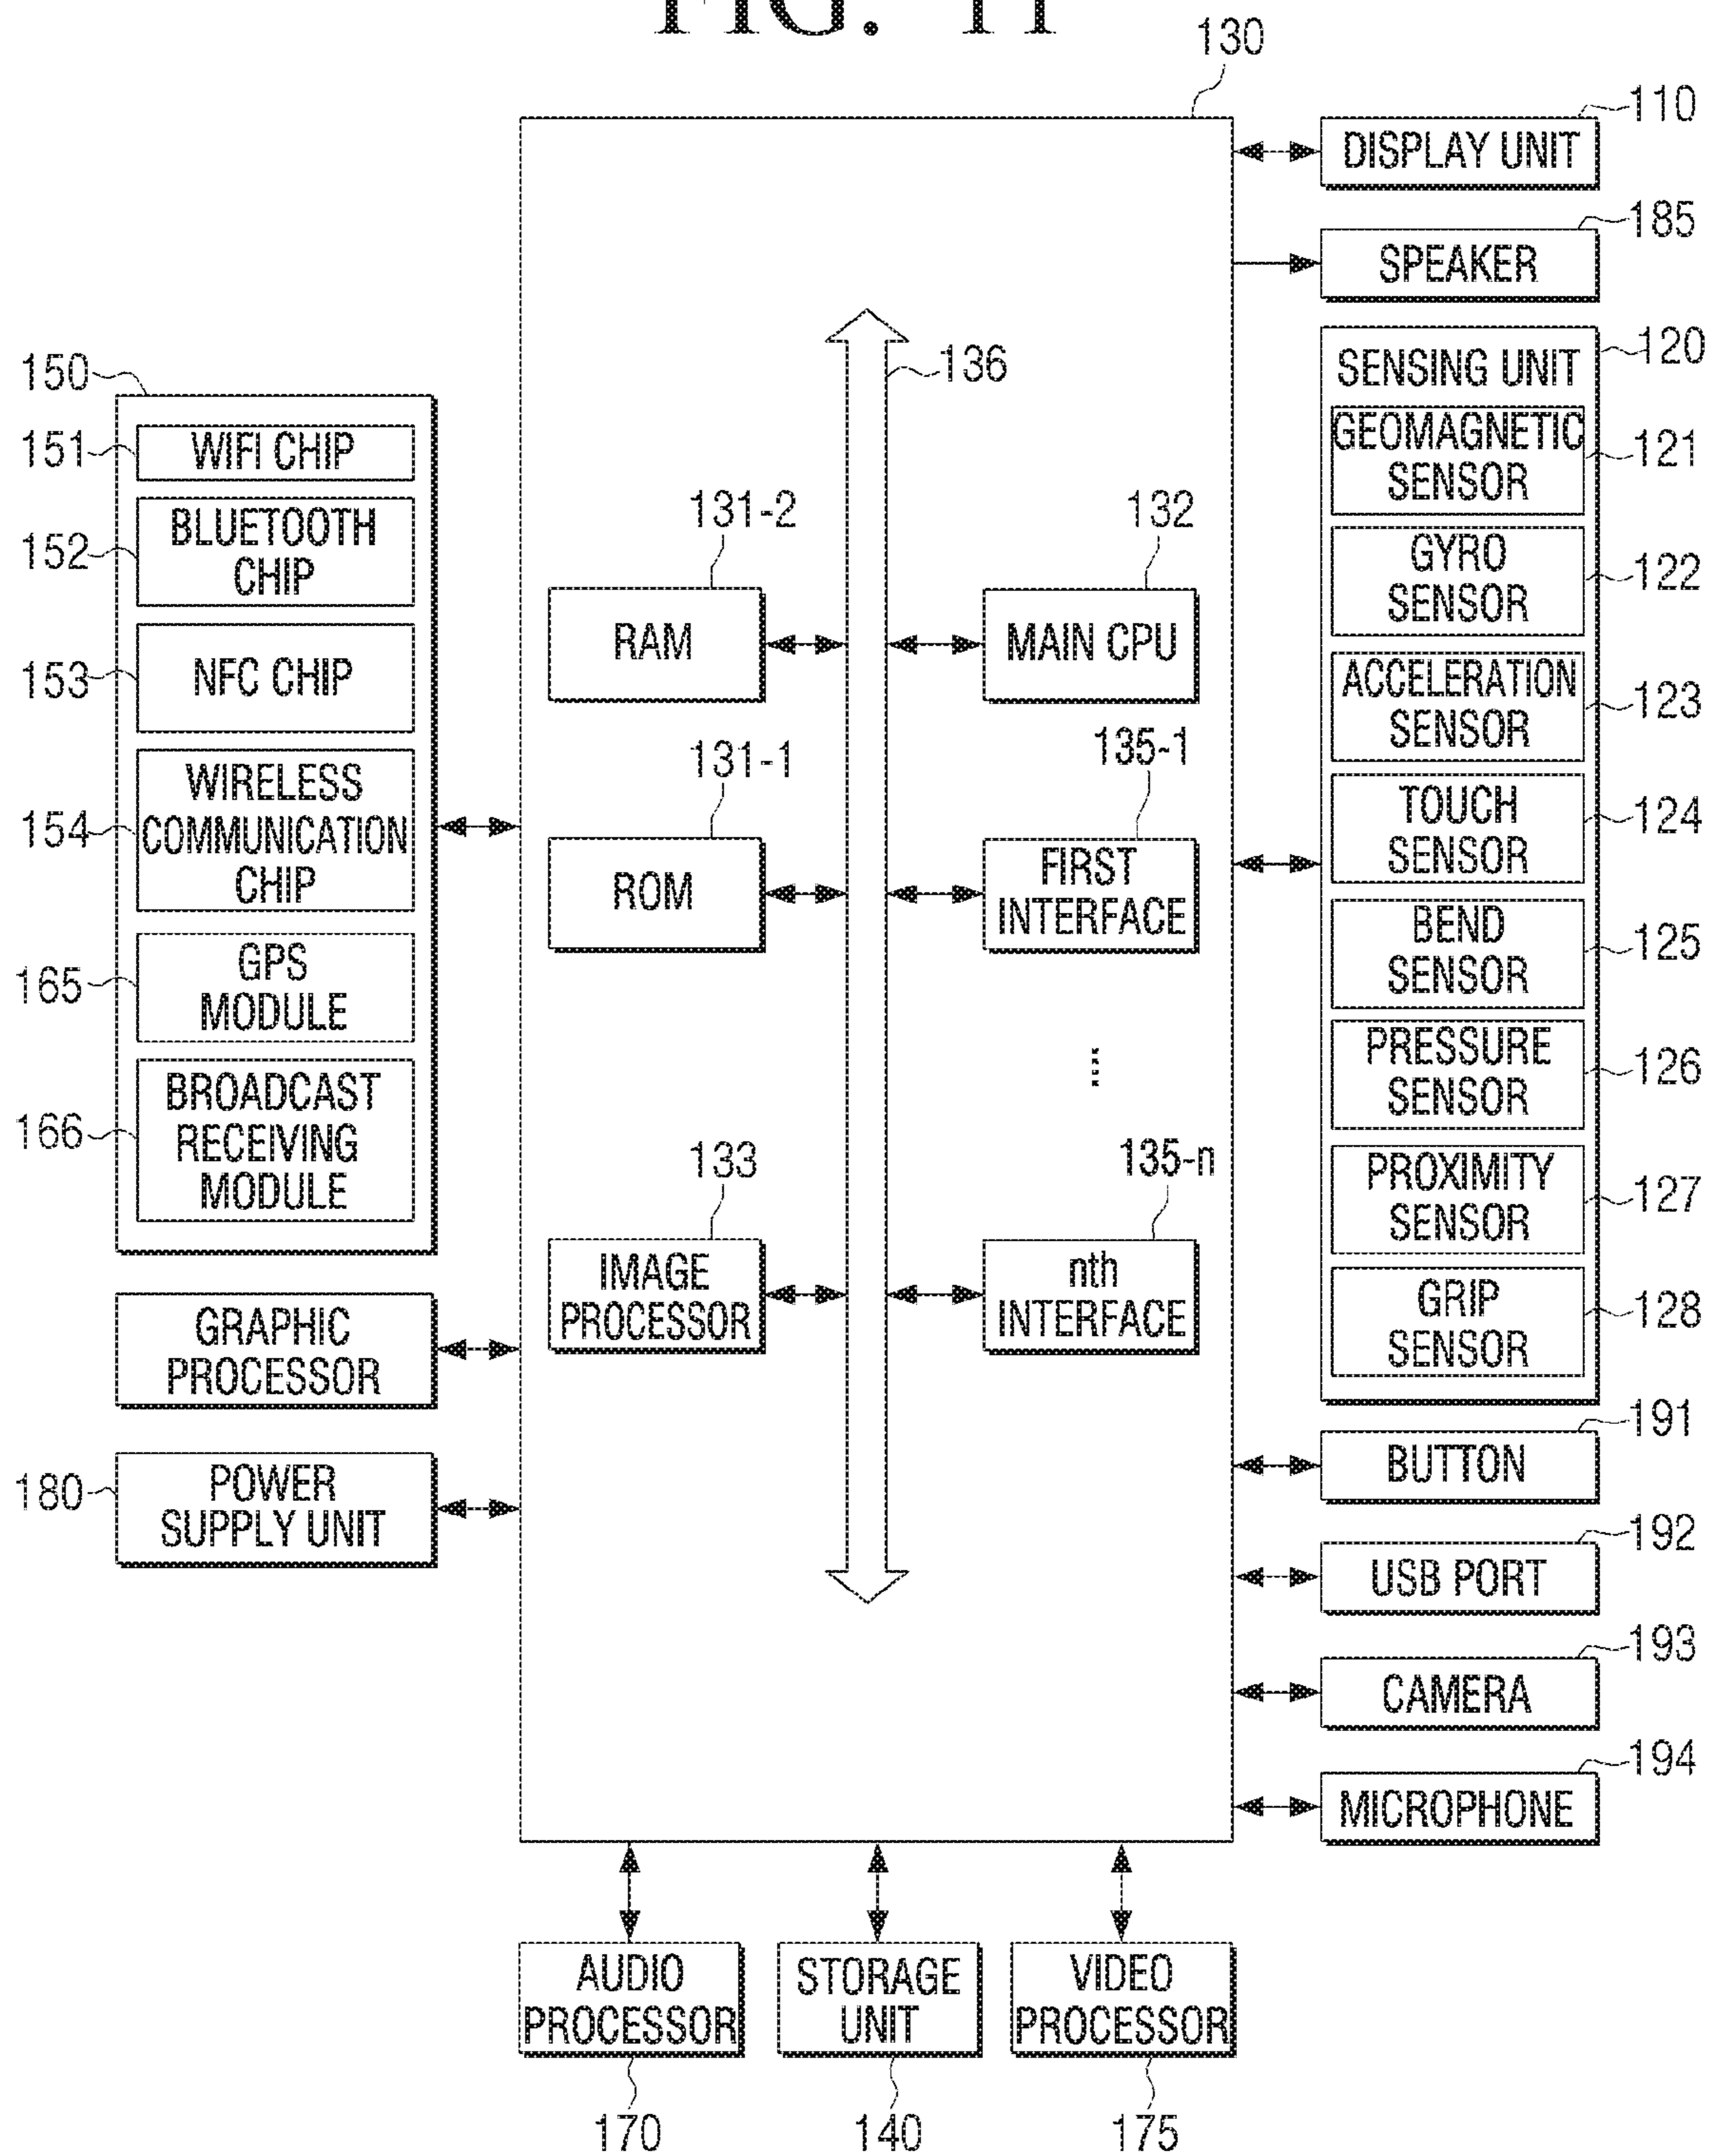 FIG. 11
130
110
DISPLAY UNIT
185
SPEAKER
120
SENSING UNIT
GEOMAGNETIC
SENSOR
121
GYRO
SENSOR
122
ACCELERATION
SENSOR
123
TOUCH
SENSOR
124
BEND
SENSOR
125
PRESSURE
SENSOR
126
PROXIMITY
SENSOR
127
GRIP
SENSOR
128
191
BUTTON
192
USB PORT
193
CAMERA
194
MICROPHONE
136
150
151
WIFI CHIP
152
BLUETOOTH
CHIP
153
NFC CHIP
154
WIRELESS
COMMUNICATION
CHIP
165
GPS
MODULE
166
BROADCAST
RECEIVING
MODULE
GRAPHIC
PROCESSOR
180
POWER
SUPPLY UNIT
131-2
RAM
132
MAIN CPU
131-1
ROM
135-1
FIRST
INTERFACE
133
IMAGE
PROCESSOR
135-n
nth
INTERFACE
AUDIO
PROCESSOR
170
STORAGE
UNIT
140
VIDEO
PROCESSOR
175